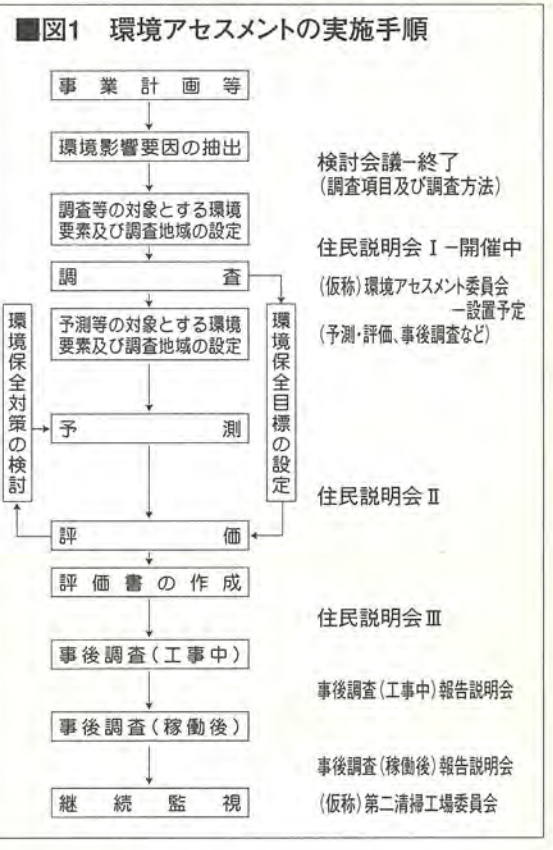 ■図1 環境アセスメントの実施手順
事業計画等
環境影響要因の抽出
調査等の対象とする環境
要素及び調査地域の設定
調査
予測等の対象とする環境
要素及び調査地域の設定
環境保全対策の検討
環境保全目標の設定
予測
評価
評価書の作成
事後調査(工事中)
事後調査(稼働後)
継続監視
検討会議−終了
(調査項目及び調査方法)
住民説明会Ⅰ−開催中
(仮称)環境アセスメント委員会
−設置予定
(予測・評価、事後調査など)
住民説明会Ⅱ
住民説明会Ⅲ
事後調査(工事中)報告説明会
事後調査(稼働後)報告説明会
(仮称)第二清掃工場委員会